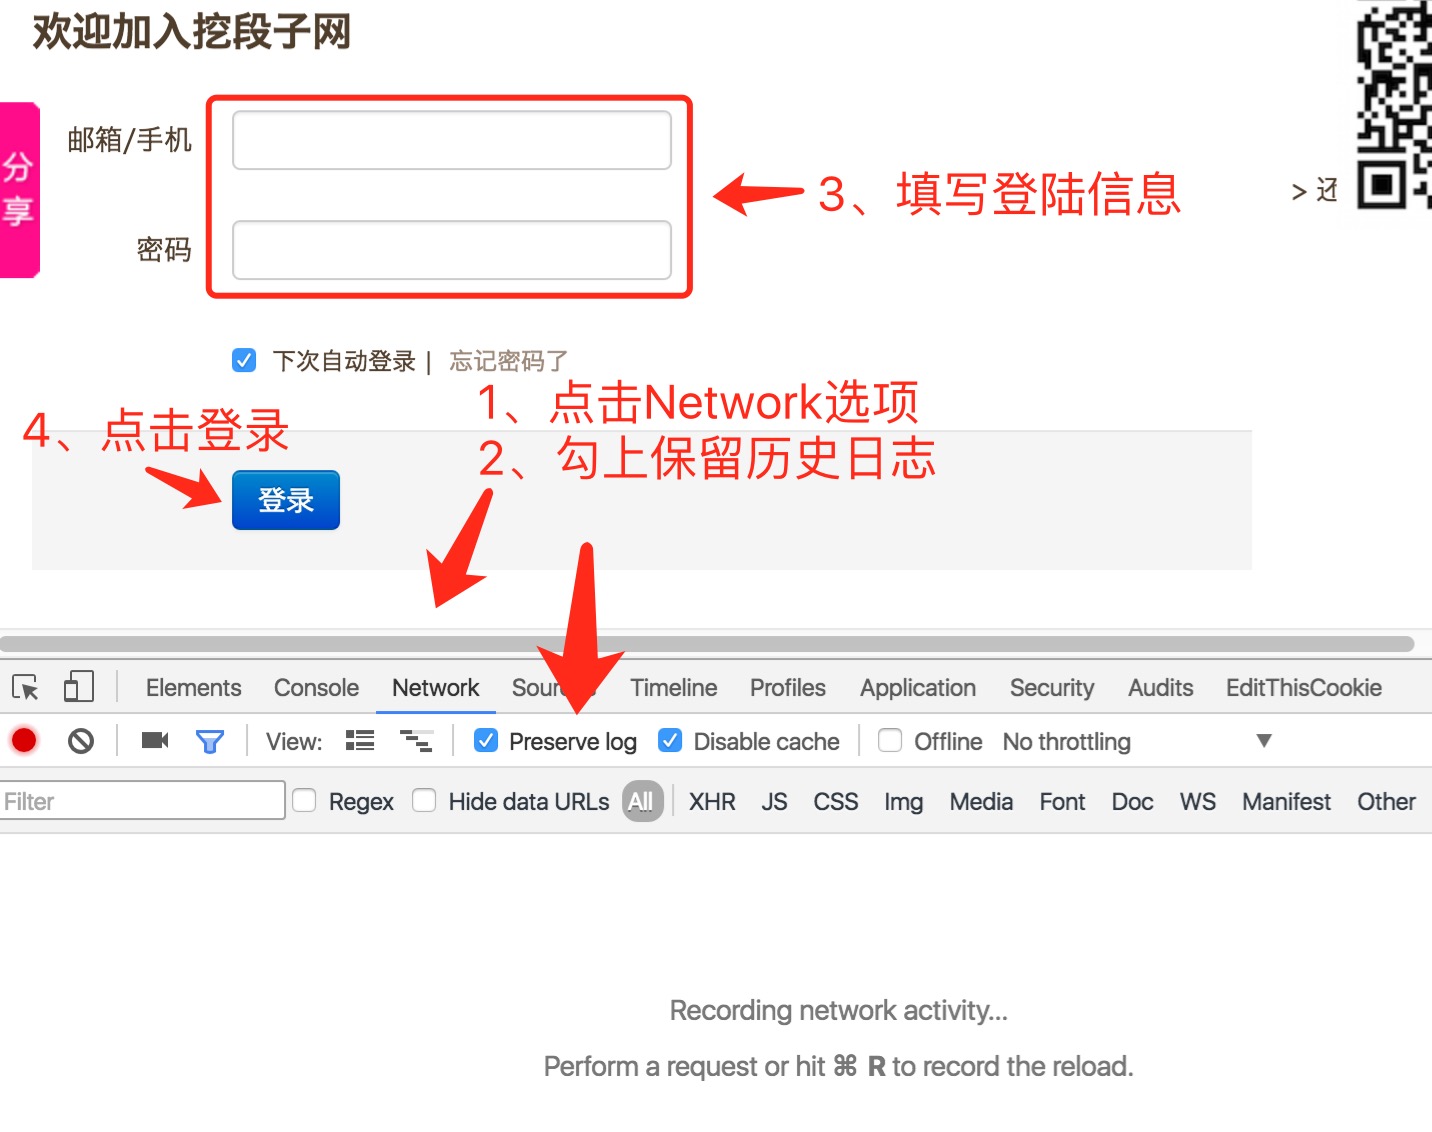 欢迎加入挖段子网
分
享
邮箱/手机
3、填写登陆信息
> 还
密码
下次自动登录 | 忘记密码了
1、点击Network选项
4、点击登录
2、勾上保留历史日志
登录
Elements Console Network Sources Timeline Profiles Application Security Audits EditThisCookie
View: Preserve log Disable cache Offline No throttling
Filter Regex Hide data URLs All XHR JS CSS Img Media Font Doc WS Manifest Other
Recording network activity...
Perform a request or hit ⌘ R to record the reload.